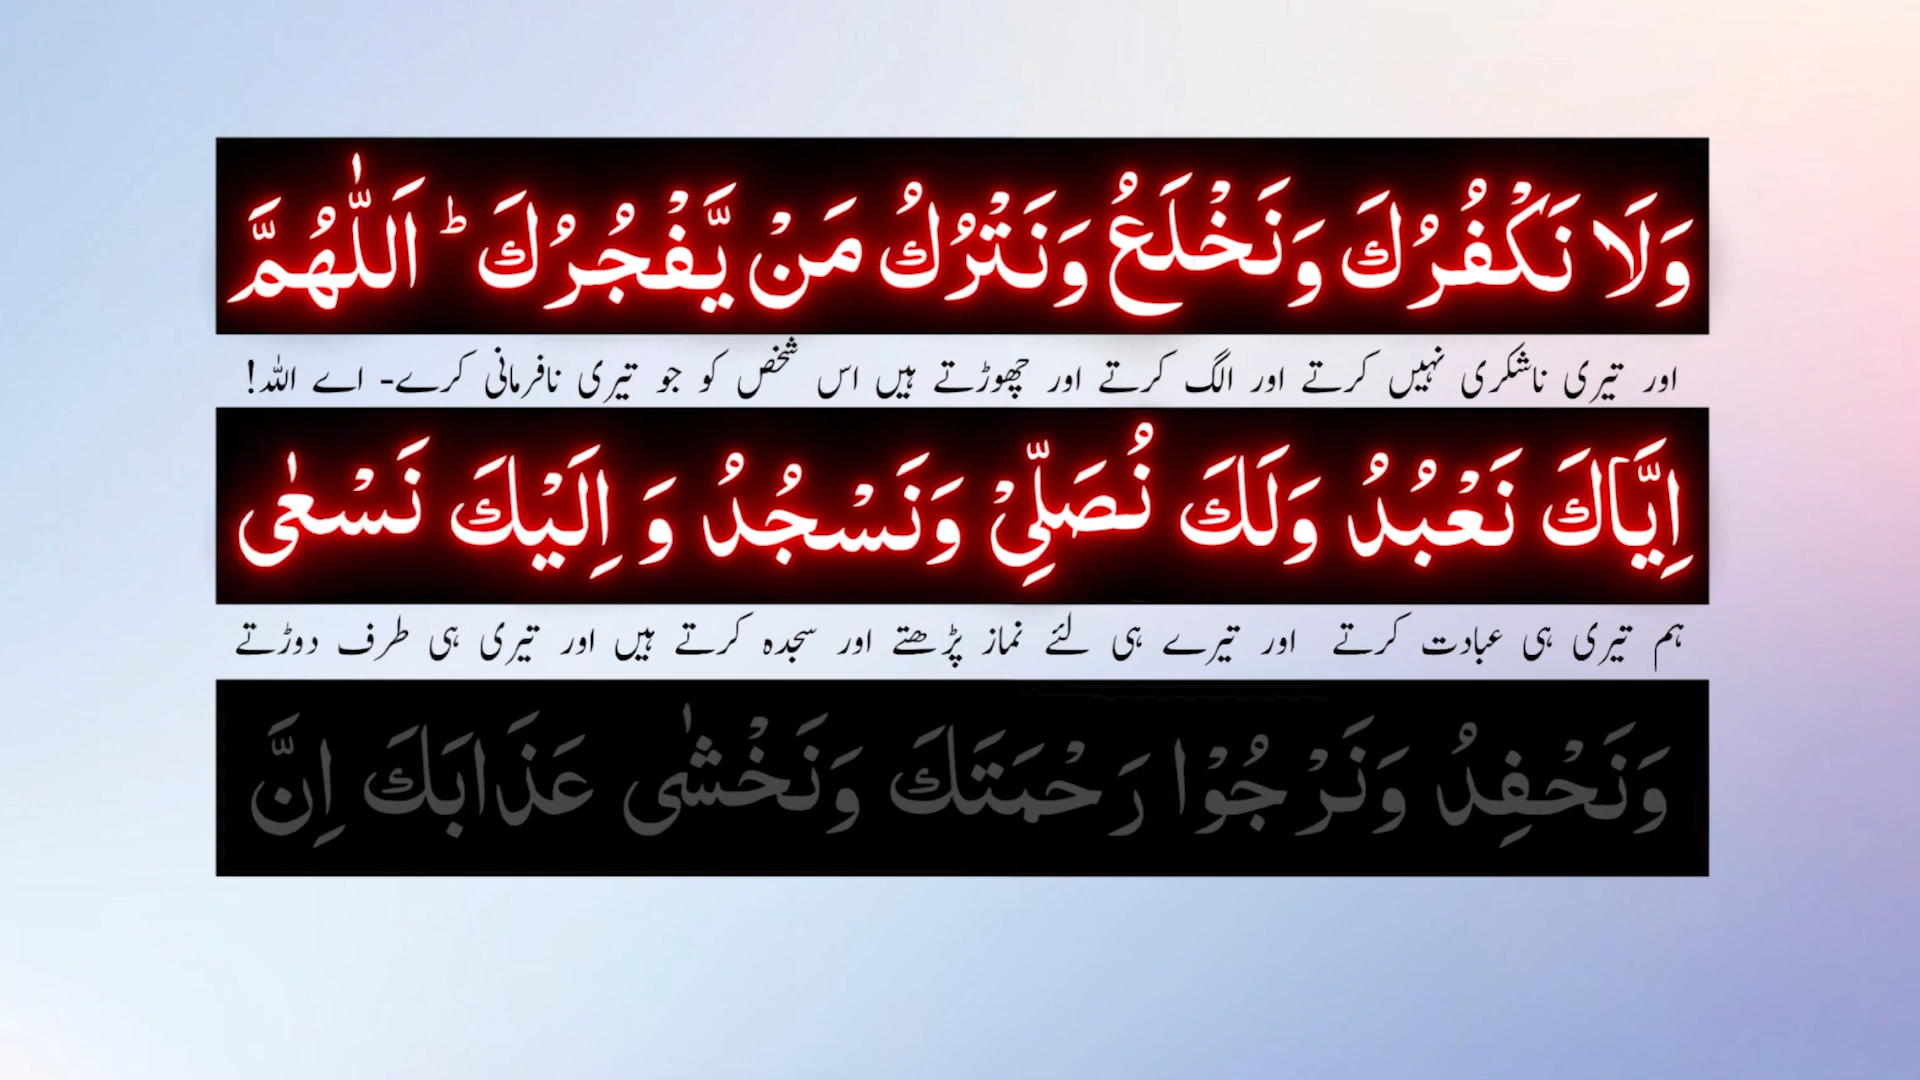 وَلَا نَكْفُرُكَ وَنَخْلَعُ وَنَتْرُكُ مَنْ يَّفْجُرُكَ ؕ اَللّٰهُمَّ
اور تیری ناشکری نہیں کرتے اور الگ کرتے اور چھوڑتے ہیں اس شخص کو جو تیری نافرمانی کرے- اے اللہ!
اِيَّاكَ نَعْبُدُ وَلَكَ نُصَلِّيْ وَنَسْجُدُ وَ اِلَيْكَ نَسْعٰى
ہم تیری ہی عبادت کرتے اور تیرے ہی لئے نماز پڑھتے اور سجدہ کرتے ہیں اور تیری ہی طرف دوڑتے
وَنَحْفِدُ وَنَرْجُوْا رَحْمَتَكَ وَنَخْشٰى عَذَابَكَ اِنَّ